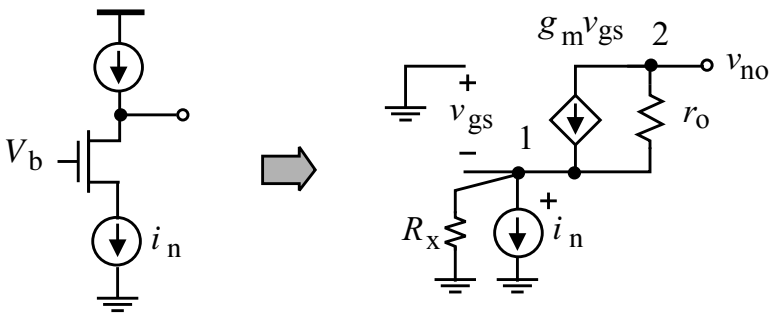 V_b
i_n
g_m v_gs
2
v_no
+
v_gs
−
1
r_o
R_x
+
i_n